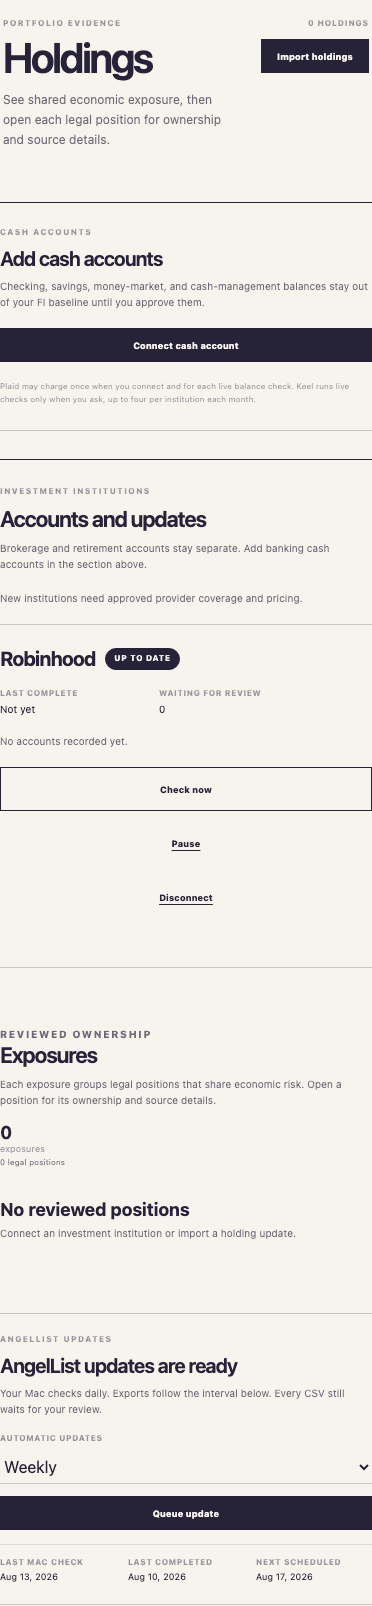 PORTFOLIO EVIDENCE
0 HOLDINGS
Holdings
Import holdings
See shared economic exposure, then
open each legal position for ownership
and source details.
CASH ACCOUNTS
Add cash accounts
Checking, savings, money-market, and cash-management balances stay out
of your FI baseline until you approve them.
Connect cash account
Plaid may charge once when you connect and for each live balance check. Keel runs live
checks only when you ask, up to four per institution each month.
INVESTMENT INSTITUTIONS
Accounts and updates
Brokerage and retirement accounts stay separate. Add banking cash
accounts in the section above.
New institutions need approved provider coverage and pricing.
Robinhood
UP TO DATE
LAST COMPLETE
WAITING FOR REVIEW
Not yet
0
No accounts recorded yet.
Check now
Pause
Disconnect
REVIEWED OWNERSHIP
Exposures
Each exposure groups legal positions that share economic risk. Open a
position for its ownership and source details.
0
exposures
0 legal positions
No reviewed positions
Connect an investment institution or import a holding update.
ANGELLIST UPDATES
AngelList updates are ready
Your Mac checks daily. Exports follow the interval below. Every CSV still
waits for your review.
AUTOMATIC UPDATES
Weekly
Queue update
LAST MAC CHECK
LAST COMPLETED
NEXT SCHEDULED
Aug 13, 2026
Aug 10, 2026
Aug 17, 2026